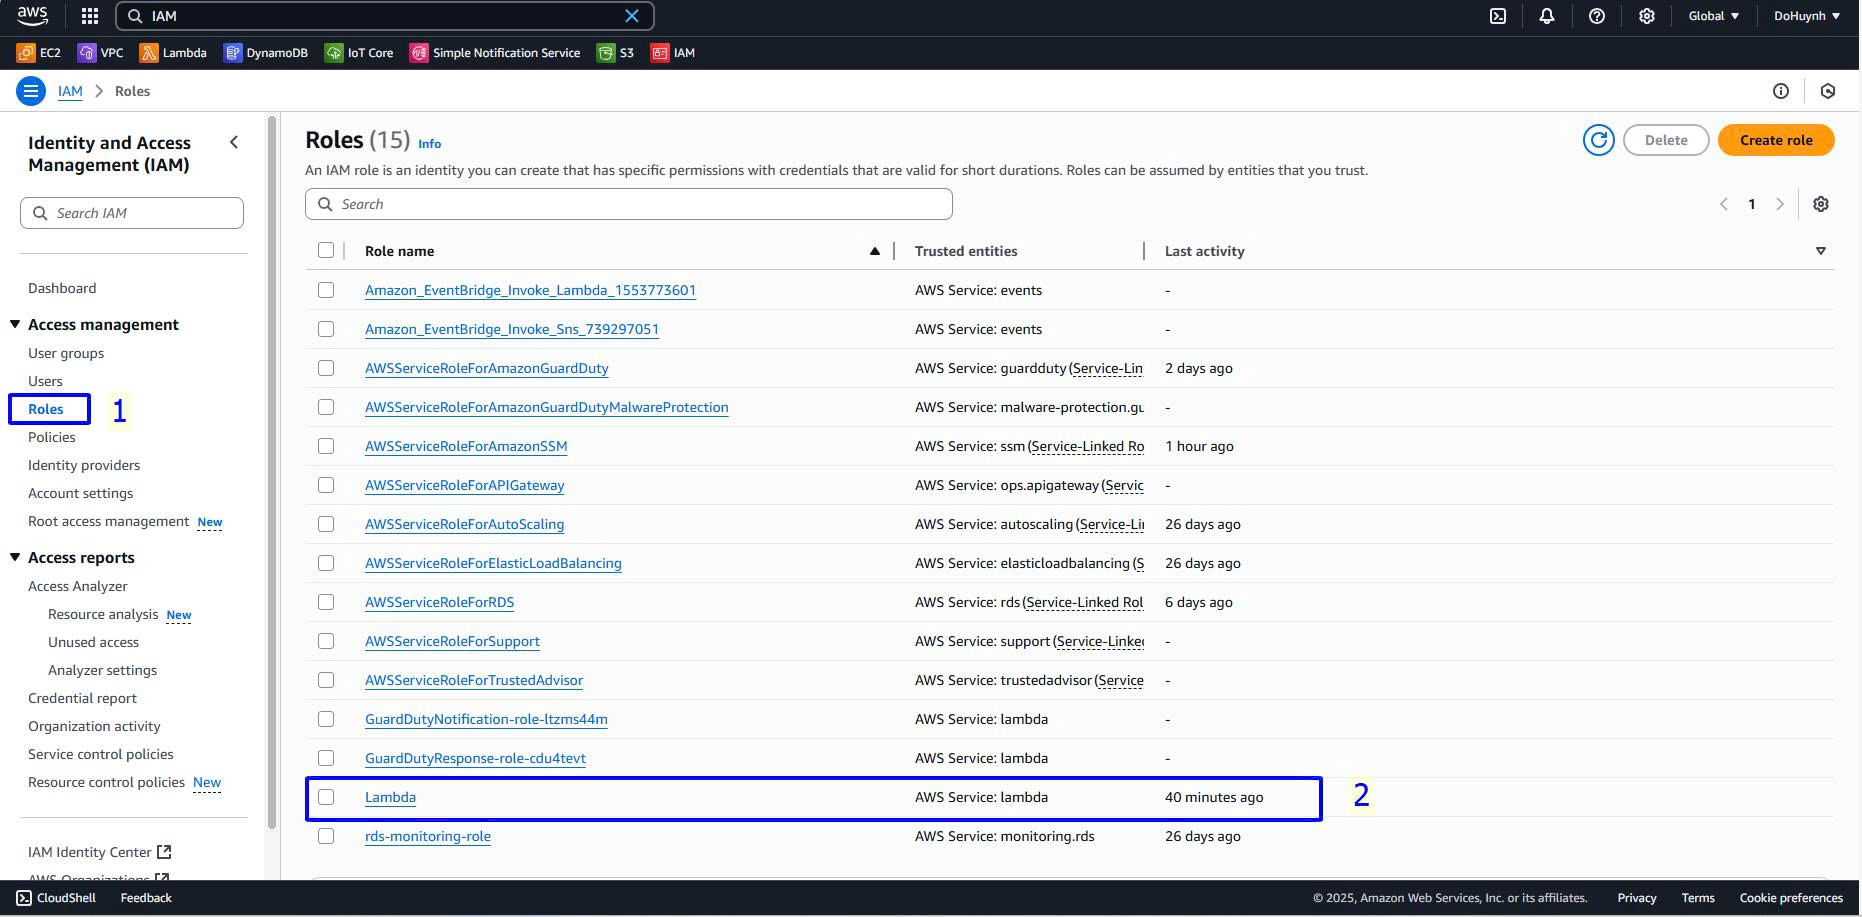 aws
IAM
Global
DoHuynh
EC2 VPC Lambda DynamoDB IoT Core Simple Notification Service S3 IAM
IAM > Roles
Identity and Access
Management (IAM)
Search IAM
Dashboard
Access management
User groups
Users
Roles 1
Policies
Identity providers
Account settings
Root access management New
Access reports
Access Analyzer
Resource analysis New
Unused access
Analyzer settings
Credential report
Organization activity
Service control policies
Resource control policies New
IAM Identity Center
AWS Organizations
Roles (15) Info
Delete
Create role
An IAM role is an identity you can create that has specific permissions with credentials that are valid for short durations. Roles can be assumed by entities that you trust.
Search
1
Role name Trusted entities Last activity
Amazon_EventBridge_Invoke_Lambda_1553773601 AWS Service: events -
Amazon_EventBridge_Invoke_Sns_739297051 AWS Service: events -
AWSServiceRoleForAmazonGuardDuty AWS Service: guardduty (Service-Lin 2 days ago
AWSServiceRoleForAmazonGuardDutyMalwareProtection AWS Service: malware-protection.gu -
AWSServiceRoleForAmazonSSM AWS Service: ssm (Service-Linked Ro 1 hour ago
AWSServiceRoleForAPIGateway AWS Service: ops.apigateway (Servic -
AWSServiceRoleForAutoScaling AWS Service: autoscaling (Service-Li 26 days ago
AWSServiceRoleForElasticLoadBalancing AWS Service: elasticloadbalancing (S 26 days ago
AWSServiceRoleForRDS AWS Service: rds (Service-Linked Rol 6 days ago
AWSServiceRoleForSupport AWS Service: support (Service-Linked -
AWSServiceRoleForTrustedAdvisor AWS Service: trustedadvisor (Service -
GuardDutyNotification-role-ltzms44m AWS Service: lambda -
GuardDutyResponse-role-cdu4tevt AWS Service: lambda -
Lambda AWS Service: lambda 40 minutes ago 2
rds-monitoring-role AWS Service: monitoring.rds 26 days ago
CloudShell Feedback © 2025, Amazon Web Services, Inc. or its affiliates. Privacy Terms Cookie preferences